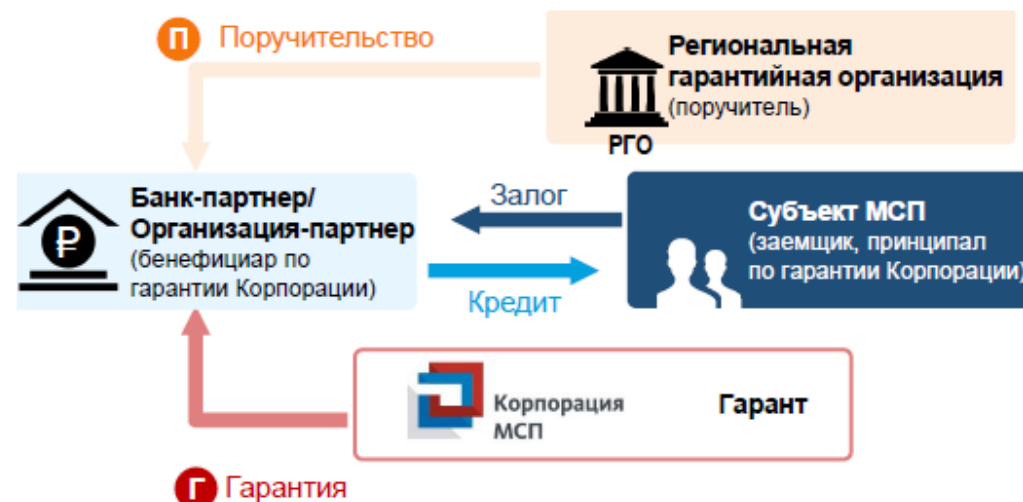 П Поручительство
Региональная
гарантийная организация
(поручитель)
РГО
Банк-партнер/
Организация-партнер
(бенефициар по
гарантии Корпорации)
Залог
Кредит
Субъект МСП
(заемщик, принципал
по гарантии Корпорации)
Корпорация
МСП
Гарант
Г Гарантия